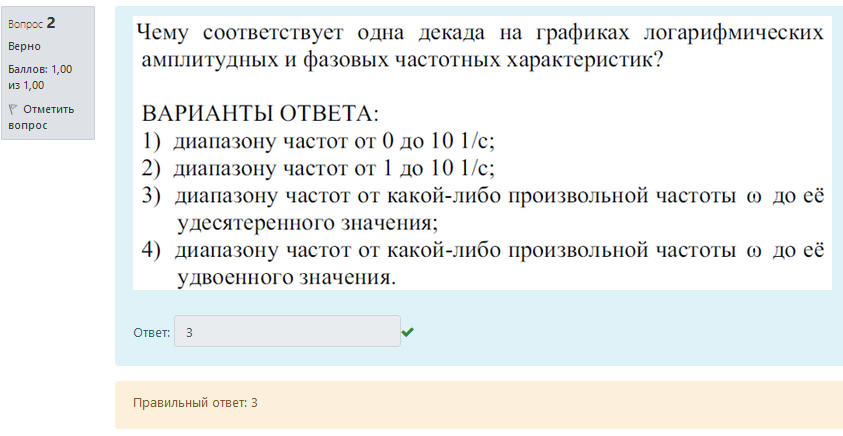 Вопрос 2
Верно
Баллов: 1,00
из 1,00
Отметить
вопрос
Чему соответствует одна декада на графиках логарифмических
амплитудных и фазовых частотных характеристик?
ВАРИАНТЫ ОТВЕТА:
1) диапазону частот от 0 до 10 1/с;
2) диапазону частот от 1 до 10 1/с;
3) диапазону частот от какой-либо произвольной частоты ω до её
удесятеренного значения;
4) диапазону частот от какой-либо произвольной частоты ω до её
удвоенного значения.
Ответ: 3
Правильный ответ: 3